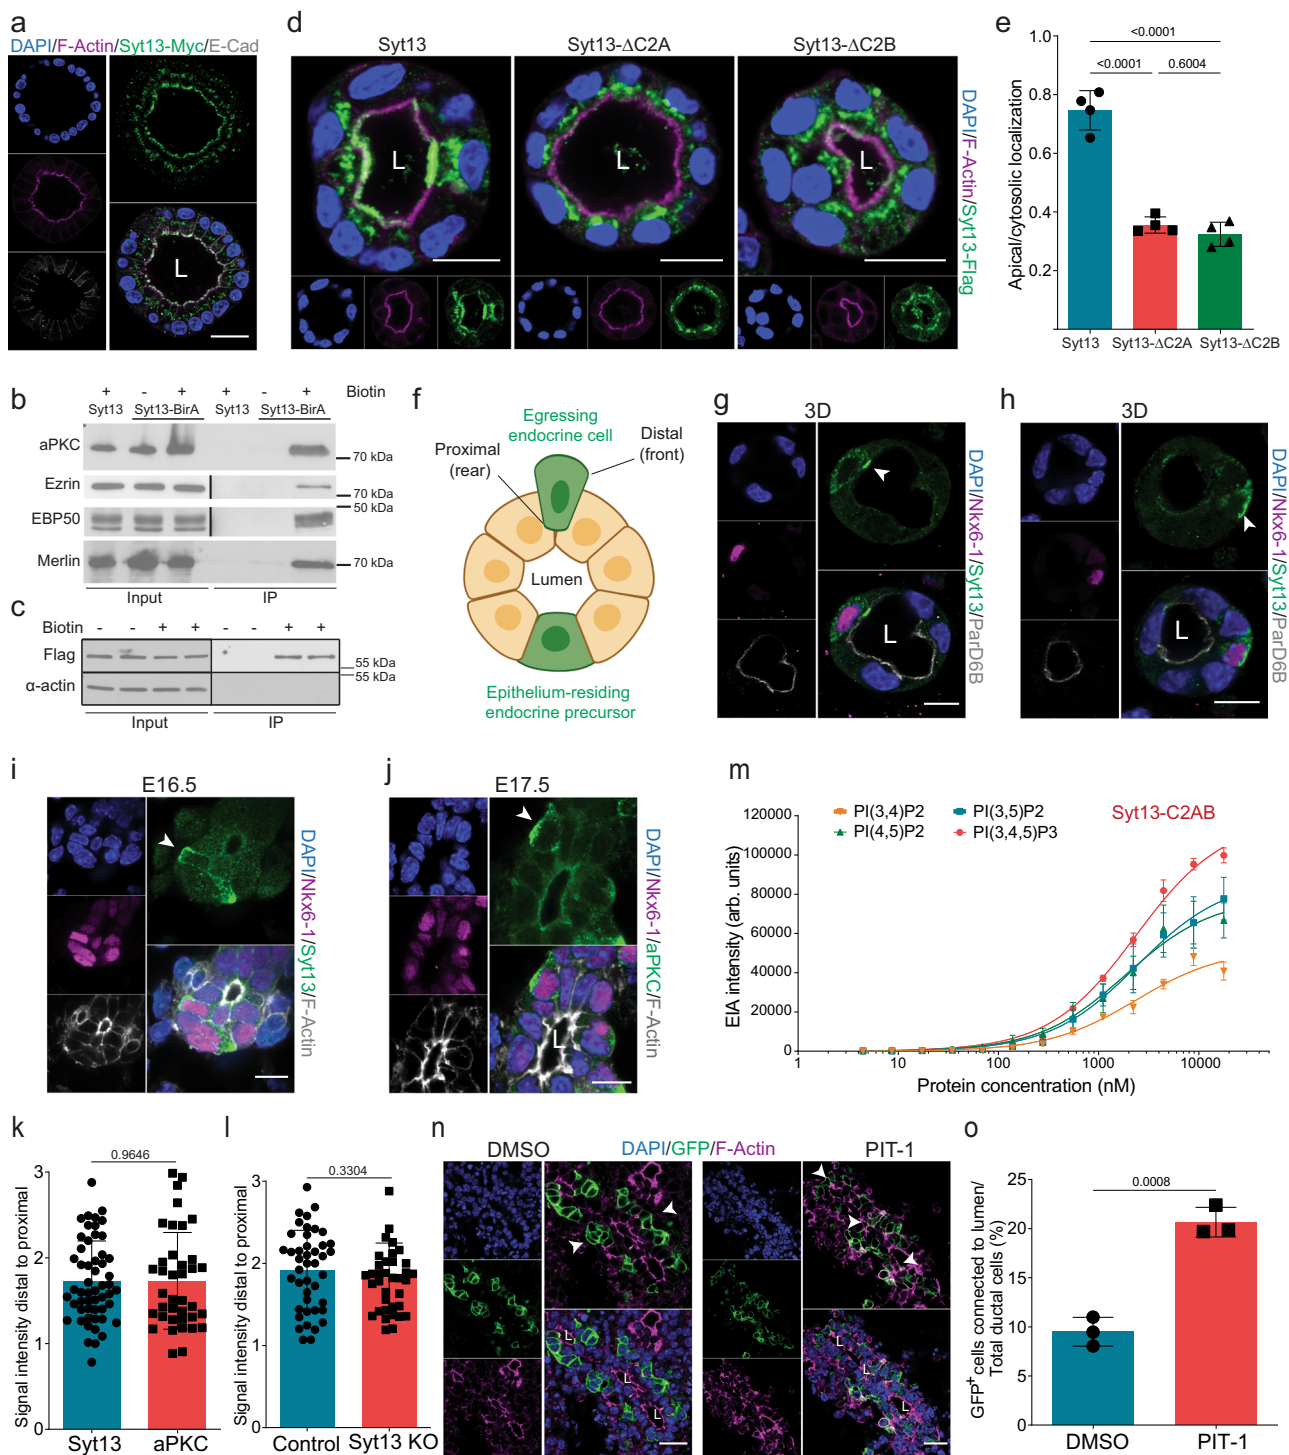 a
DAPI/F-Actin/Syt13-Myc/E-Cad
L
d
Syt13
Syt13-ΔC2A
Syt13-ΔC2B
L
L
L
DAPI/F-Actin/Syt13-Flag
e
Apical/cytosolic localization
1.0
0.8
0.6
0.4
0.2
<0.0001
<0.0001
0.6004
Syt13
Syt13-ΔC2A
Syt13-ΔC2B
b
+ - + + - + Biotin
Syt13 Syt13-BirA Syt13 Syt13-BirA
aPKC
70 kDa
Ezrin
70 kDa
50 kDa
EBP50
Merlin
70 kDa
Input
IP
c
Biotin - - + + - - + +
Flag
55 kDa
55 kDa
α-actin
Input
IP
f
Egressing
endocrine cell
Proximal
(rear)
Distal
(front)
Lumen
Epithelium-residing
endocrine precursor
g
3D
L
DAPI/Nkx6-1/Syt13/ParD6B
h
3D
L
DAPI/Nkx6-1/Syt13/ParD6B
i
E16.5
DAPI/Nkx6-1/Syt13/F-Actin
j
E17.5
L
DAPI/Nkx6-1/aPKC/F-Actin
m
EIA intensity (arb. units)
120000
100000
80000
60000
40000
20000
0
PI(3,4)P2
PI(4,5)P2
PI(3,5)P2
PI(3,4,5)P3
Syt13-C2AB
1
10
100
1000
10000
Protein concentration (nM)
k
Signal intensity distal to proximal
3
2
1
0
0.9646
Syt13
aPKC
l
Signal intensity distal to proximal
3
2
1
0
0.3304
Control
Syt13 KO
n
DMSO
DAPI/GFP/F-Actin
PIT-1
L
L
L
L
L
L
o
GFP+ cells connected to lumen/
Total ductal cells (%)
25
20
15
10
5
0
0.0008
DMSO
PIT-1